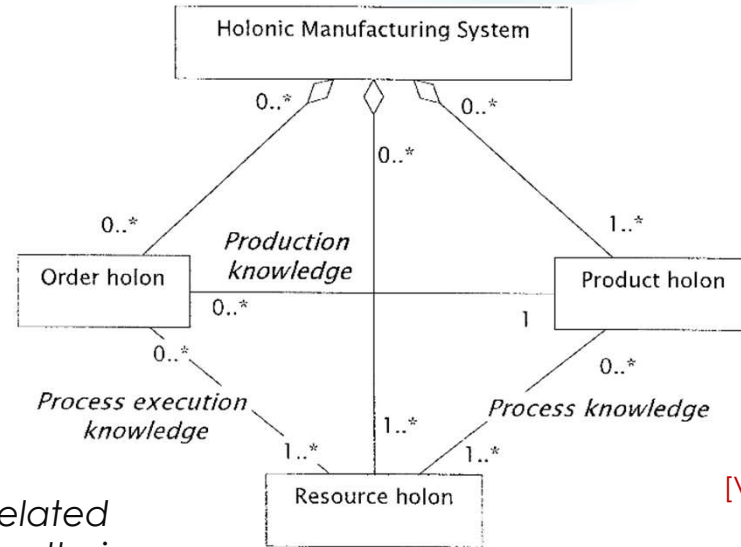 Holonic Manufacturing System
0..*
0..*
0..*
0..*
1..*
Production
knowledge
Order holon
Product holon
0..*
1
0..*
0..*
Process execution
knowledge
Process knowledge
1..*
1..*
1..*
Resource holon
elated